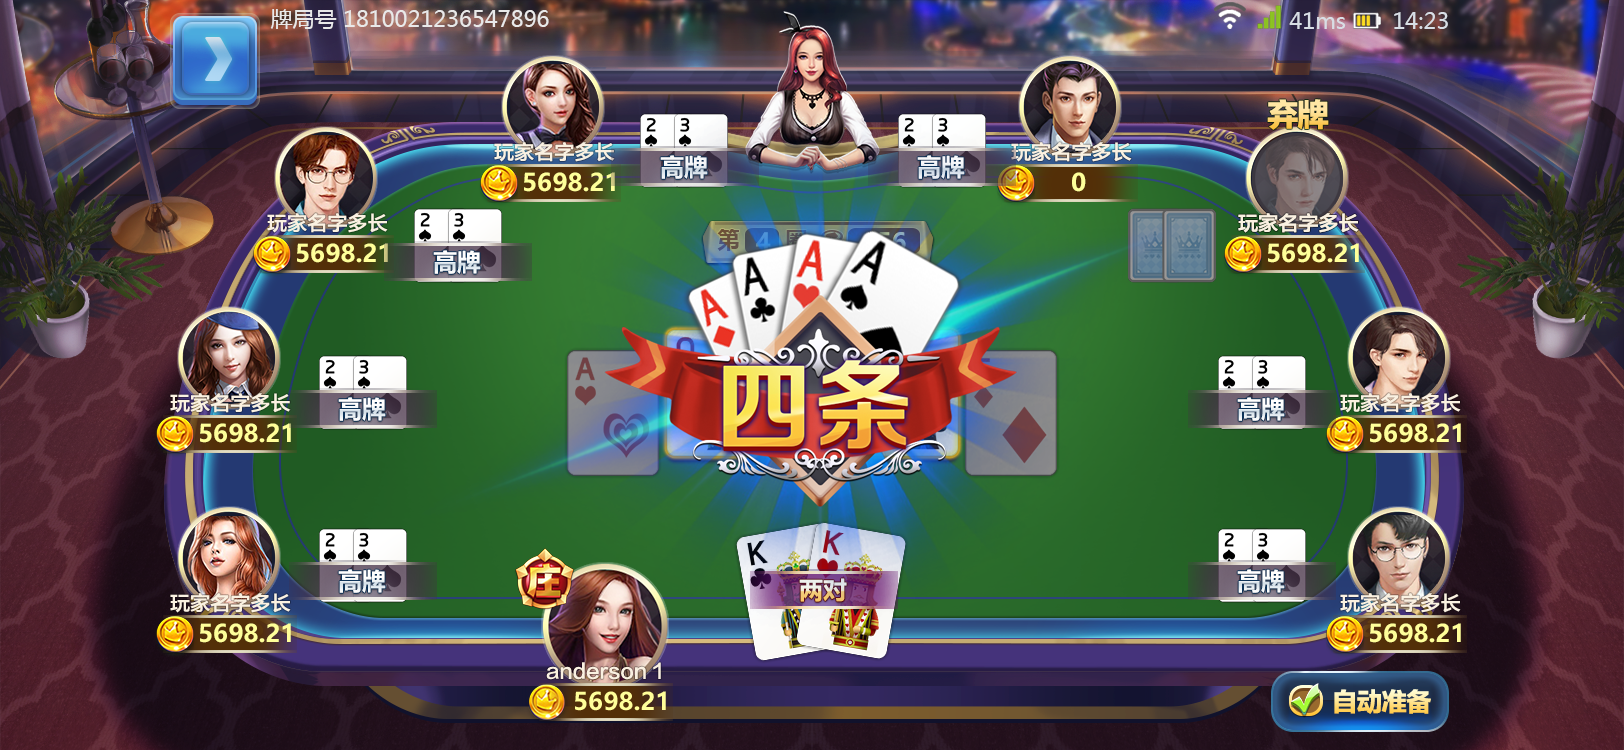 牌局号 1810021236547896
41ms 14:23
弃牌
玩家名字多长
5698.21
2 3
高牌
2 3
高牌
玩家名字多长
0
玩家名字多长
5698.21
2 3
高牌
玩家名字多长
5698.21
第 4
A A A A
A
四条
玩家名字多长
5698.21
2 3
高牌
2 3
高牌
玩家名字多长
5698.21
玩家名字多长
5698.21
2 3
高牌
K K
两对
2 3
高牌
玩家名字多长
5698.21
庄
anderson 1
5698.21
自动准备